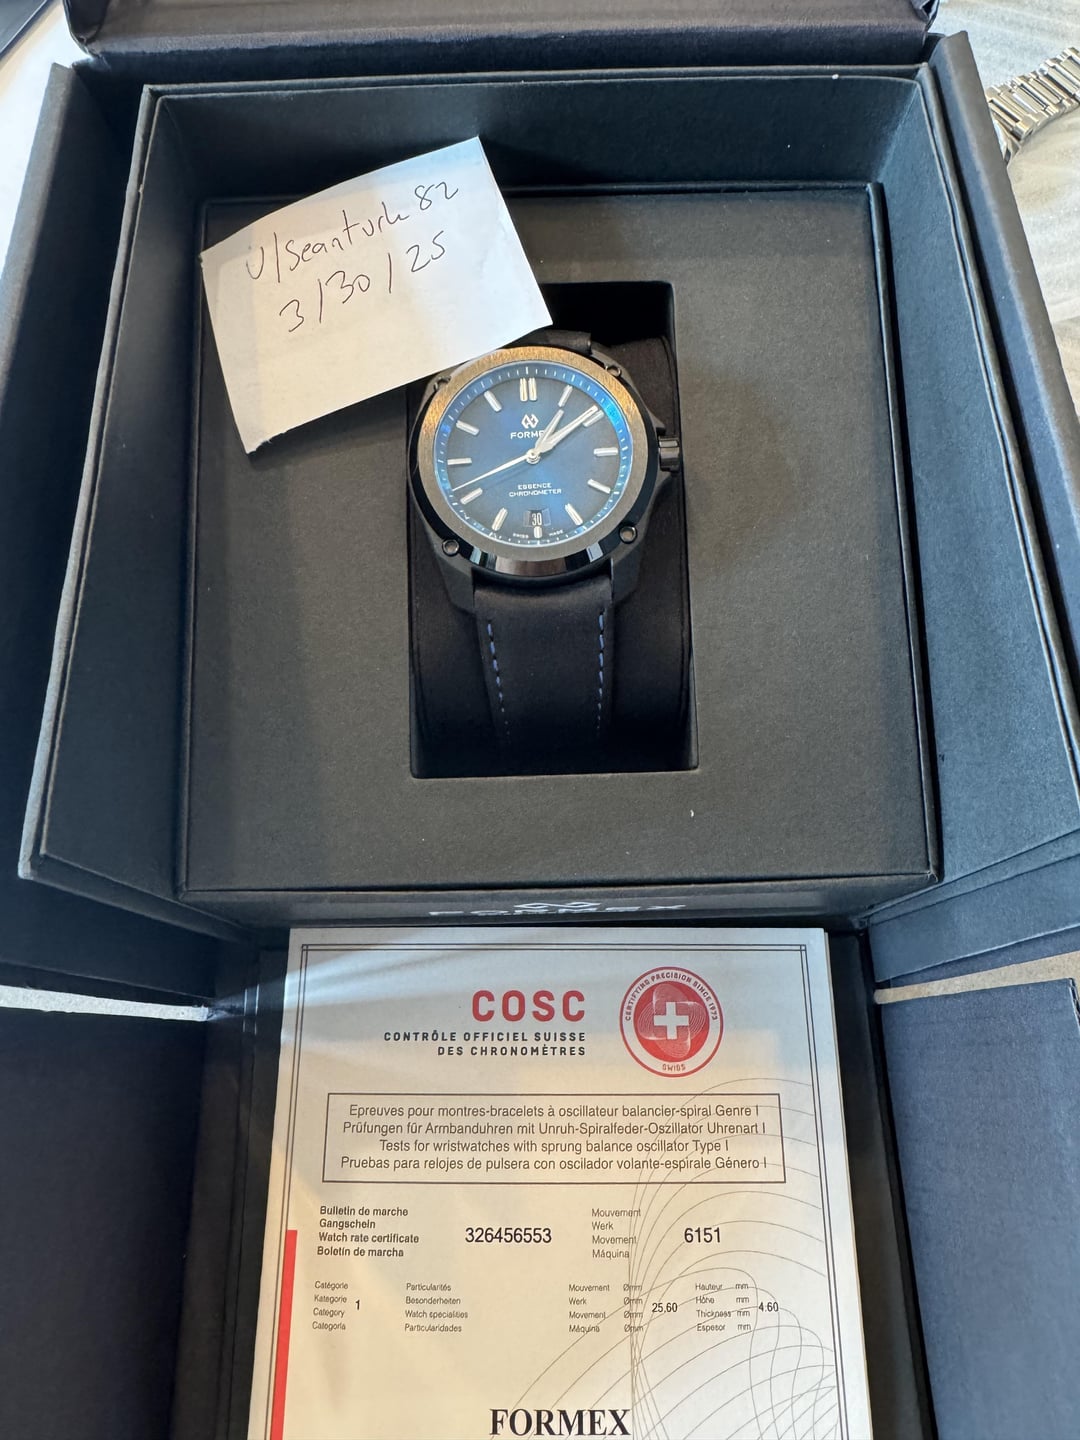 u/Seanturk82
3/30/25
FORMEX
ESSENCE
CHRONOMETER
30
SWISS MADE
FORMEX
COSC
CONTRÔLE OFFICIEL SUISSE
DES CHRONOMÈTRES
CERTIFYING PRECISION SINCE 1973
SWISS
Epreuves pour montres-bracelets à oscillateur balancier-spiral Genre I
Prüfungen für Armbanduhren mit Unruh-Spiralfeder-Oszillator Uhrenart I
Tests for wristwatches with sprung balance oscillator Type I
Pruebas para relojes de pulsera con oscilador volante-espirale Género I
Bulletin de marche
Gangschein
Watch rate certificate
Boletín de marcha
326456553
Mouvement
Werk
Movement
Máquina
6151
Catégorie
Kategorie
Category
Categoría
1
Particularités
Besonderheiten
Watch specialities
Particularidades
Mouvement Ømm
Werk Ømm
Movement Ømm
Máquina Ømm
25.60
Hauteur mm
Höhe mm
Thickness mm
Espesor mm
4.60
FORMEX